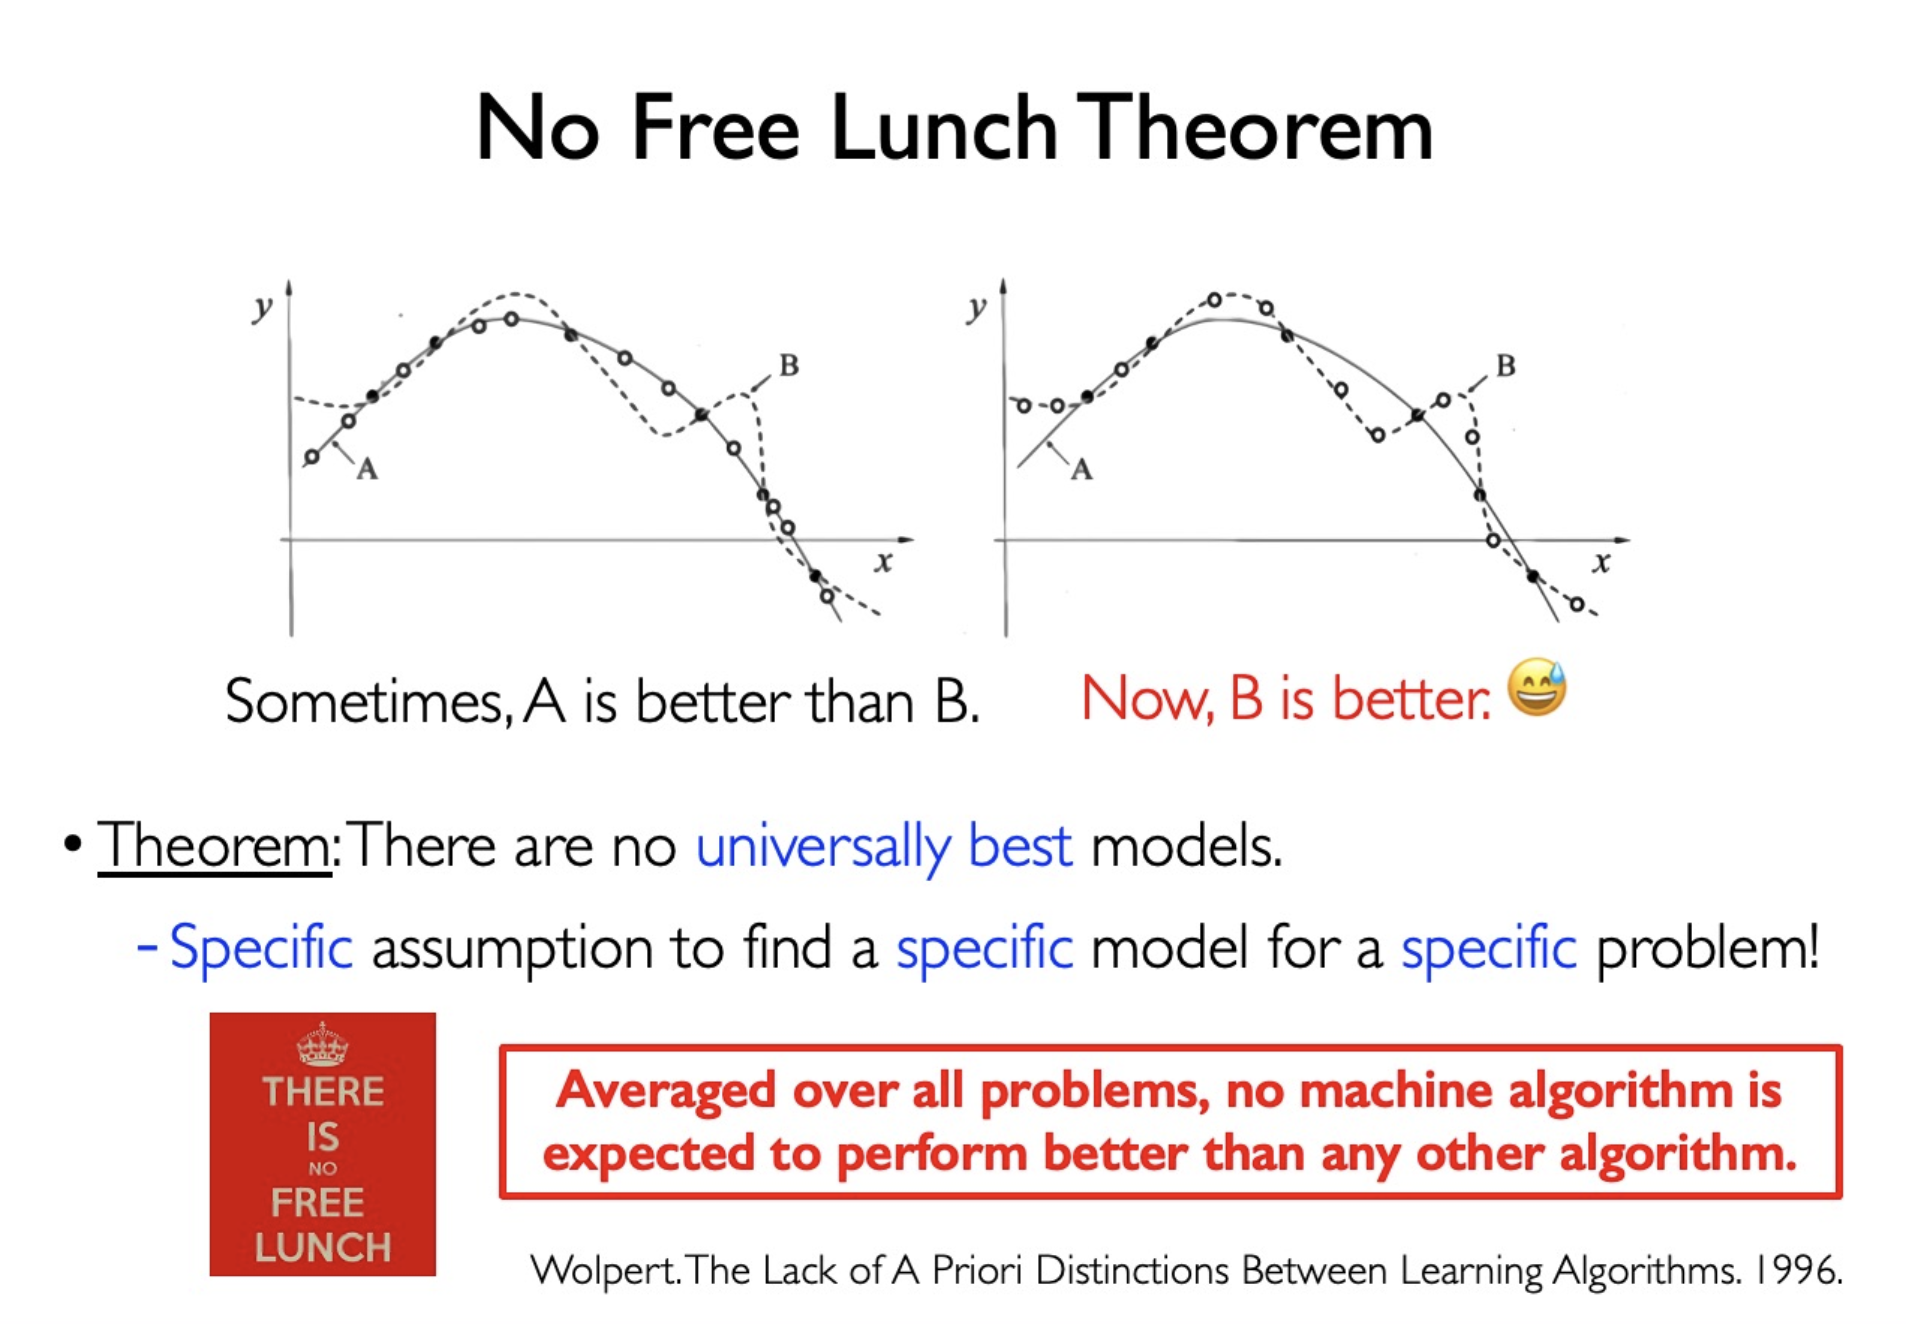 No Free Lunch Theorem
y
B
A
x
y
B
A
x
Sometimes, A is better than B.
Now, B is better. 😅
• Theorem: There are no universally best models.
- Specific assumption to find a specific model for a specific problem!
THERE
IS
NO
FREE
LUNCH
Averaged over all problems, no machine algorithm is
expected to perform better than any other algorithm.
Wolpert. The Lack of A Priori Distinctions Between Learning Algorithms. 1996.